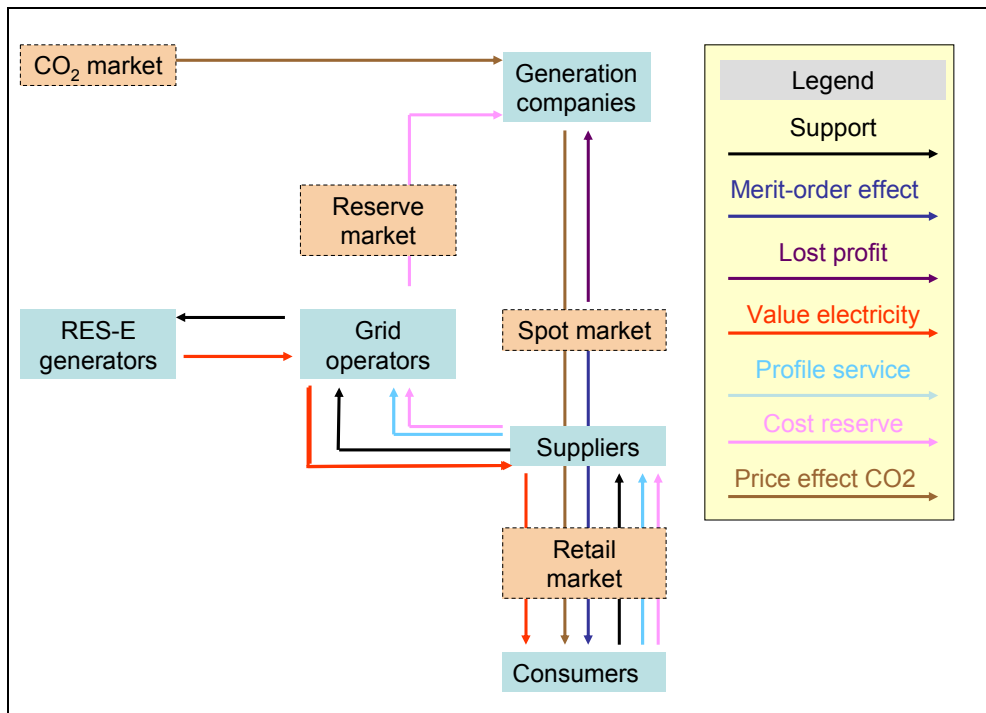 CO₂ market
Generation
companies
Reserve
market
RES-E
generators
Grid
operators
Spot market
Suppliers
Retail
market
Consumers
Legend
Support
Merit-order effect
Lost profit
Value electricity
Profile service
Cost reserve
Price effect CO2